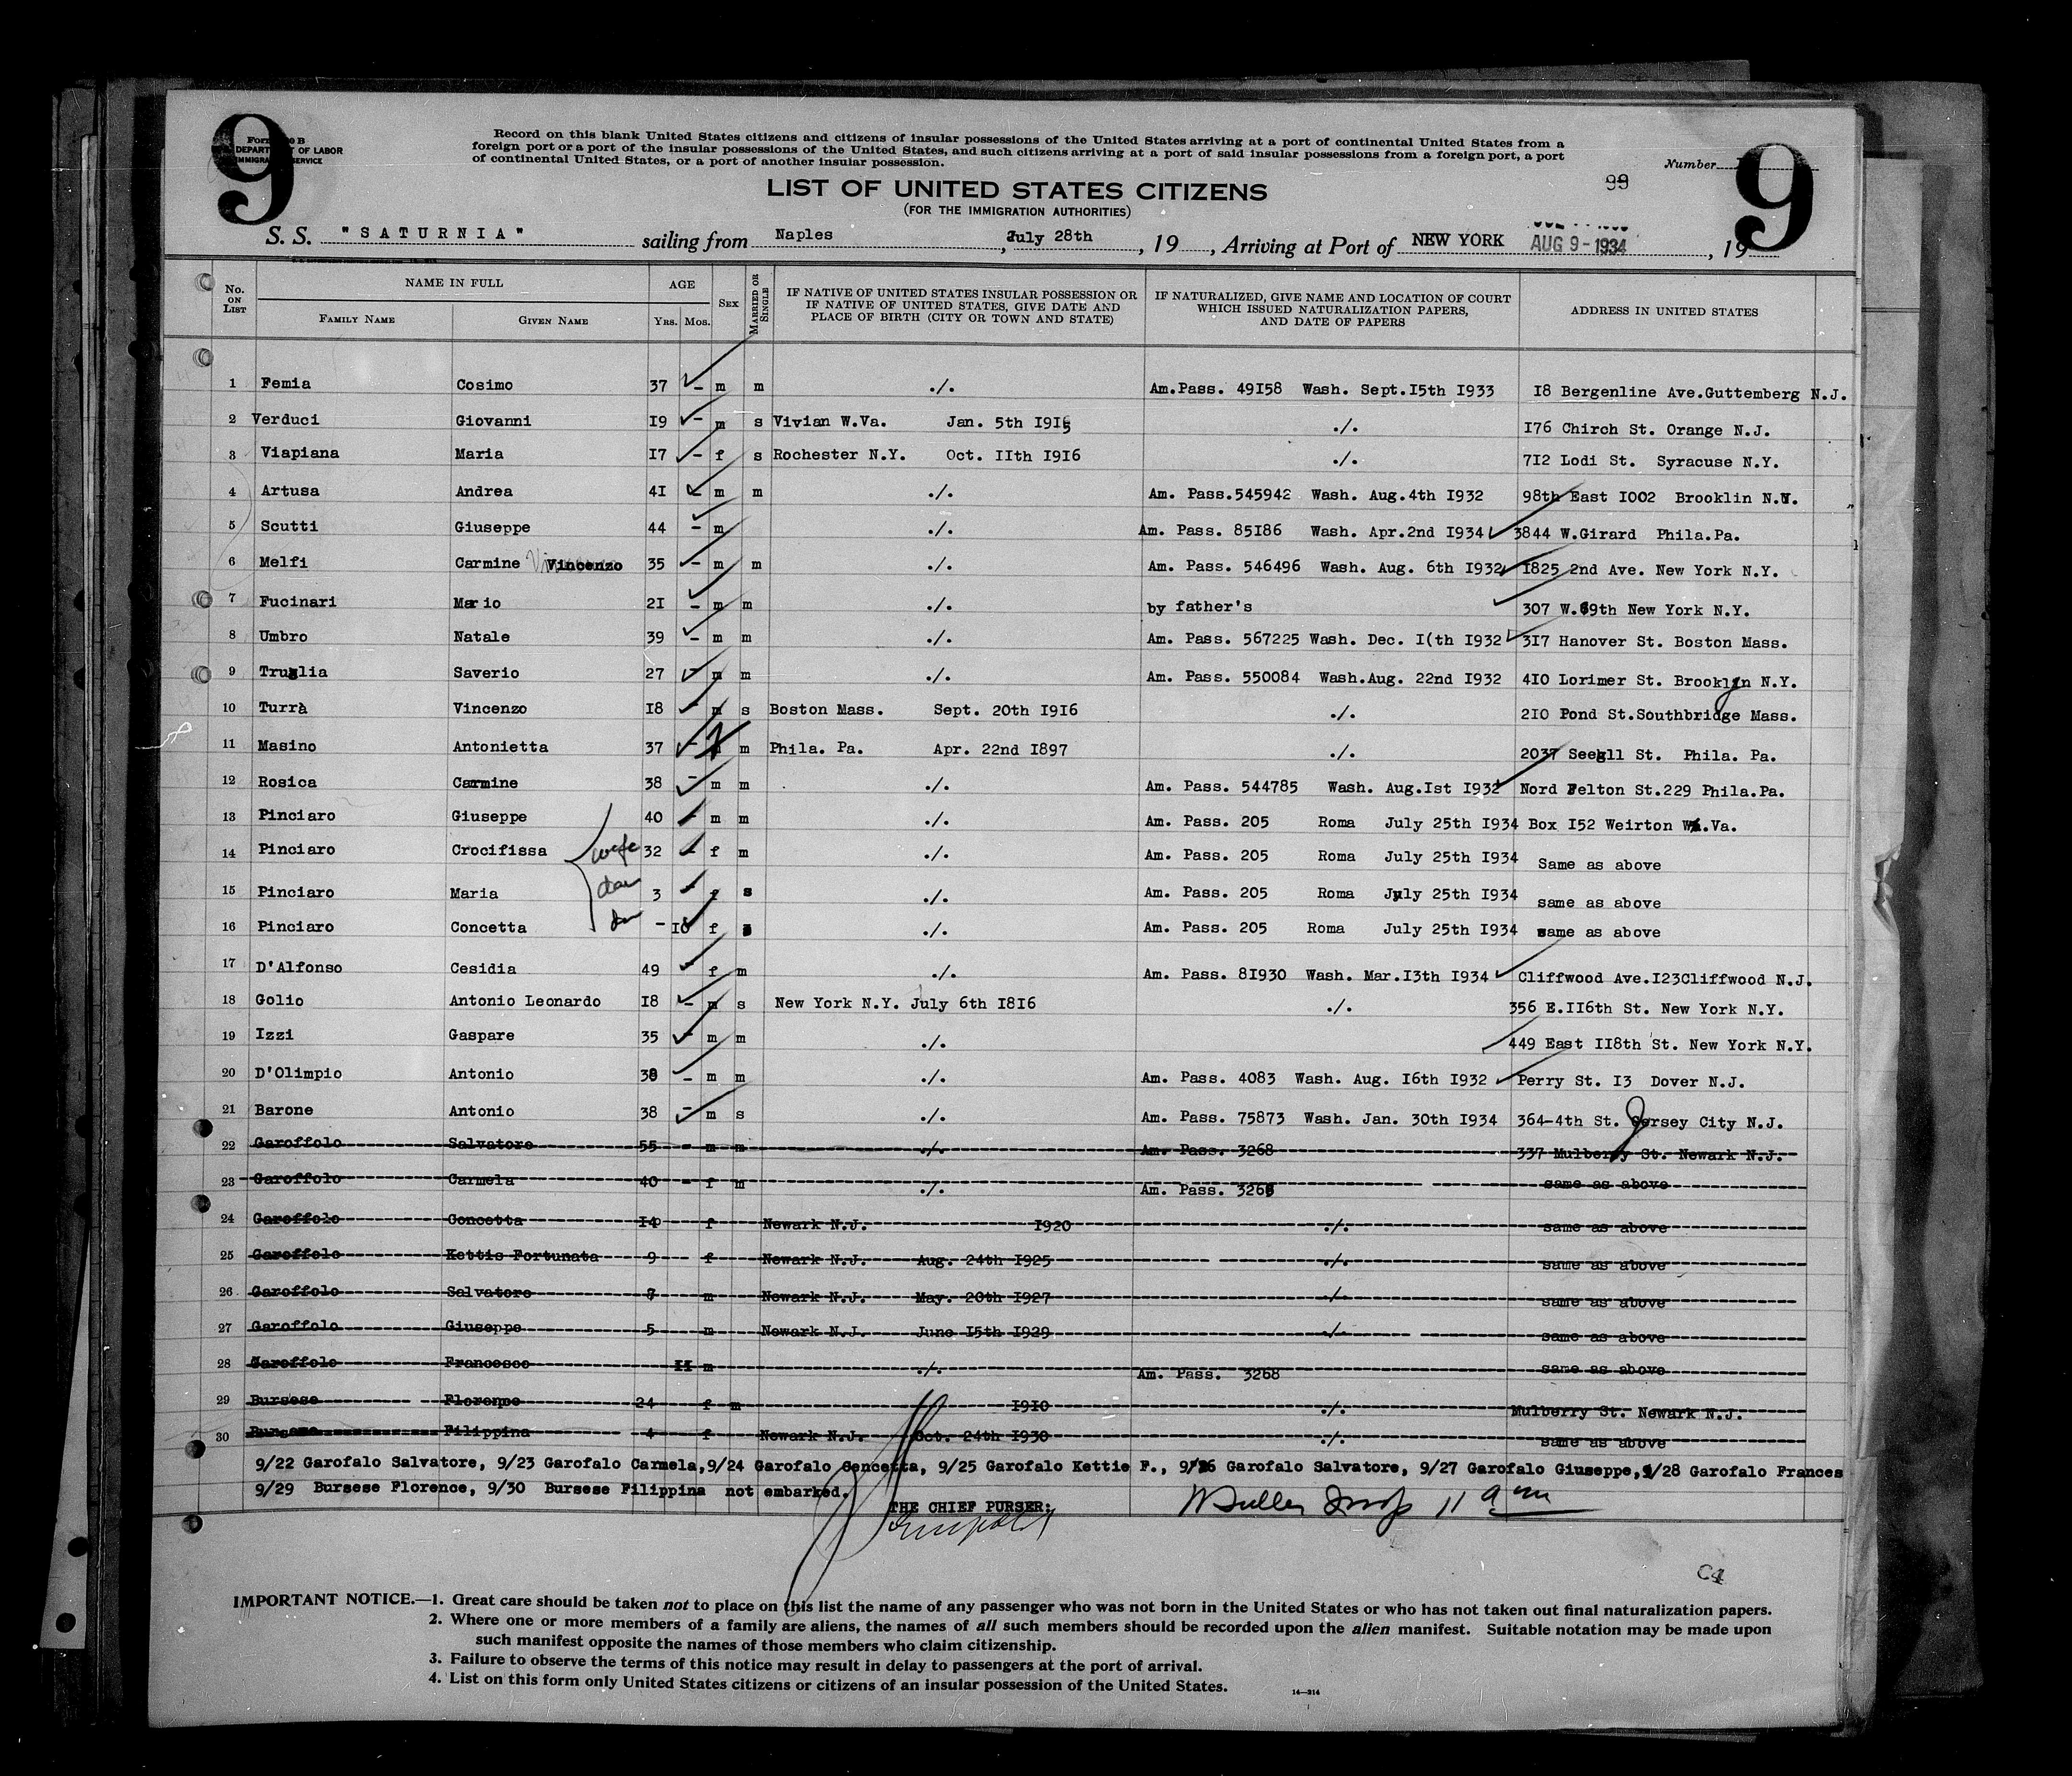 9
9
Form 630 B
DEPARTMENT OF LABOR
IMMIGRATION SERVICE
Record on this blank United States citizens and citizens of insular possessions of the United States arriving at a port of continental United States from a
foreign port or a port of the insular possessions of the United States, and such citizens arriving at a port of said insular possessions from a foreign port, a port
of continental United States, or a port of another insular possession.
Number
99
LIST OF UNITED STATES CITIZENS
(FOR THE IMMIGRATION AUTHORITIES)
S. S. "SATURNIA" sailing from Naples, July 28th, 19, Arriving at Port of NEW YORK AUG 9-1934, 19
No. ON LIST NAME IN FULL AGE SEX MARRIED OR SINGLE IF NATIVE OF UNITED STATES INSULAR POSSESSION OR IF NATIVE OF UNITED STATES, GIVE DATE AND PLACE OF BIRTH (CITY OR TOWN AND STATE) IF NATURALIZED, GIVE NAME AND LOCATION OF COURT WHICH ISSUED NATURALIZATION PAPERS, AND DATE OF PAPERS ADDRESS IN UNITED STATES
FAMILY NAME GIVEN NAME YRS. MOS.
1 Femia Cosimo 37 - m m ./. Am.Pass. 49158 Wash. Sept.15th 1933 18 Bergenline Ave.Guttemberg N.J.
2 Verduci Giovanni 19 - m s Vivian W.Va. Jan. 5th 1915 ./. 176 Chirch St. Orange N.J.
3 Viapiana Maria 17 - f s Rochester N.Y. Oct. 11th 1916 ./. 712 Lodi St. Syracuse N.Y.
4 Artusa Andrea 41 - m m ./. Am. Pass.545942 Wash. Aug.4th 1932 98th East 1002 Brooklin N.Y.
5 Scutti Giuseppe 44 - m ./. Am. Pass. 85186 Wash. Apr.2nd 1934 3844 W.Girard Phila.Pa.
6 Melfi Carmine Vincenzo 35 - m m ./. Am. Pass. 546496 Wash. Aug. 6th 1932 1825 2nd Ave. New York N.Y.
7 Fucinari Mario 21 - m m ./. by father's 307 W.69th New York N.Y.
8 Umbro Natale 39 - m m ./. Am. Pass. 567225 Wash. Dec. 1(th 1932 317 Hanover St. Boston Mass.
9 Truglia Saverio 27 - m m ./. Am. Pass. 550084 Wash.Aug. 22nd 1932 410 Lorimer St. Brooklyn N.Y.
10 Turrà Vincenzo 18 - m s Boston Mass. Sept. 20th 1916 ./. 210 Pond St.Southbridge Mass.
11 Masino Antonietta 37 - f m Phila. Pa. Apr. 22nd 1897 ./. 2037 Seegll St. Phila. Pa.
12 Rosica Carmine 38 - m m ./. Am. Pass. 544785 Wash. Aug.1st 1932 Nord Felton St.229 Phila.Pa.
13 Pinciaro Giuseppe 40 - m m ./. Am. Pass. 205 Roma July 25th 1934 Box 152 Weirton W.Va.
14 Pinciaro Crocifissa wife 32 - f m ./. Am. Pass. 205 Roma July 25th 1934 Same as above
15 Pinciaro Maria dau 3 - f s ./. Am. Pass. 205 Roma July 25th 1934 same as above
16 Pinciaro Concetta dau - 10 f s ./. Am. Pass. 205 Roma July 25th 1934 same as above
17 D'Alfonso Cesidia 49 - f m ./. Am. Pass. 81930 Wash. Mar.13th 1934 Cliffwood Ave.123Cliffwood N.J.
18 Golio Antonio Leonardo 18 - m s New York N.Y. July 6th 1816 ./. 356 E.116th St. New York N.Y.
19 Izzi Gaspare 35 - m m ./. 449 East 118th St. New York N.Y.
20 D'Olimpio Antonio 38 - m m ./. Am. Pass. 4083 Wash. Aug. 16th 1932 Perry St. 13 Dover N.J.
21 Barone Antonio 38 - m s ./. Am. Pass. 75873 Wash. Jan. 30th 1934 364-4th St. Jersey City N.J.
22 Garoffolo Salvatore 55 - m m ./. Am. Pass. 3268 337 Mulberry St. Newark N.J.
23 Garoffolo Carmela 40 - f m ./. Am. Pass. 3268 same as above
24 Garoffolo Concetta 14 f Newark N.J. 1920 ./. same as above
25 Garoffolo Kettie Fortunata 9 f Newark N.J. Aug. 24th 1925 ./. same as above
26 Garoffolo Salvatore 7 m Newark N.J. May. 20th 1927 ./. same as above
27 Garoffolo Giuseppe 5 m Newark N.J. June 15th 1929 ./. same as above
28 Garoffolo Francesco 11 m ./. Am. Pass. 3268 same as above
29 Bursese Florence 24 f m 1910 ./. Mulberry St. Newark N.J.
30 Bursese Filippina 4 f Newark N.J. Oct. 24th 1930 ./. same as above
9/22 Garofalo Salvatore, 9/23 Garofalo Carmela,9/24 Garofalo Concetta, 9/25 Garofalo Kettie F., 9/26 Garofalo Salvatore, 9/27 Garofalo Giuseppe,9/28 Garofalo Frances
9/29 Bursese Florence, 9/30 Bursese Filippina not embarked.
THE CHIEF PURSER:
11 am
C4
IMPORTANT NOTICE.—1. Great care should be taken not to place on this list the name of any passenger who was not born in the United States or who has not taken out final naturalization papers.
2. Where one or more members of a family are aliens, the names of all such members should be recorded upon the alien manifest. Suitable notation may be made upon
such manifest opposite the names of those members who claim citizenship.
3. Failure to observe the terms of this notice may result in delay to passengers at the port of arrival.
4. List on this form only United States citizens or citizens of an insular possession of the United States.
14—214